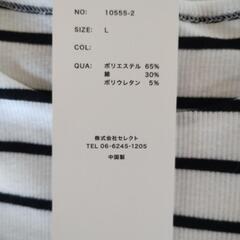 NO: 10555-2
SIZE: L
COL:
QUA: ポリエステル 65%
綿 30%
ポリウレタン 5%
株式会社セレクト
TEL 06-6245-1205
中国製